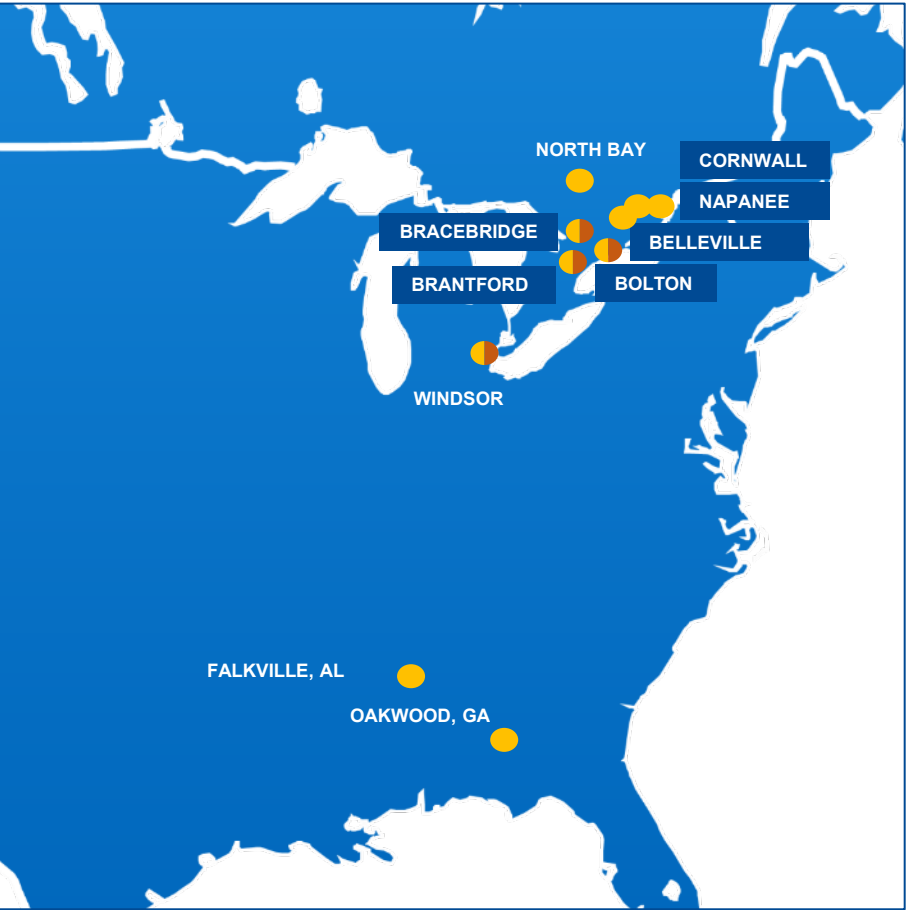 NORTH BAY
CORNWALL
NAPANEE
BRACEBRIDGE
BELLEVILLE
BRANTFORD
BOLTON
WINDSOR
FALKVILLE, AL
OAKWOOD, GA